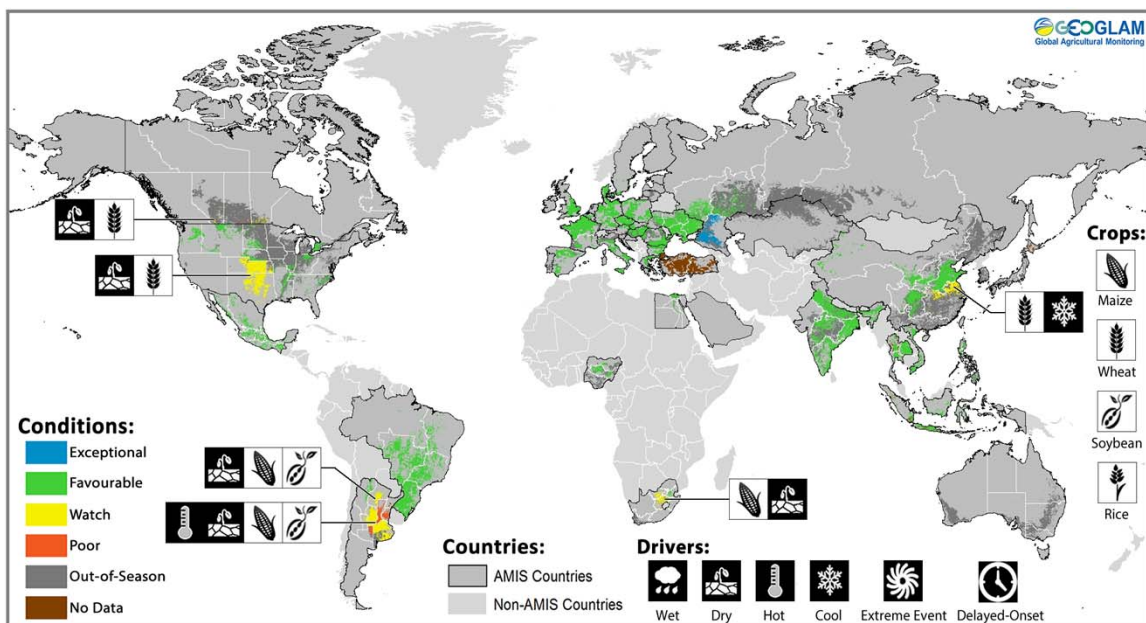 GEOGLAM
Global Agricultural Monitoring
Crops:
Maize
Wheat
Soybean
Rice
Conditions:
Exceptional
Favourable
Watch
Poor
Out-of-Season
No Data
Countries:
AMIS Countries
Non-AMIS Countries
Drivers:
Wet
Dry
Hot
Cool
Extreme Event
Delayed-Onset